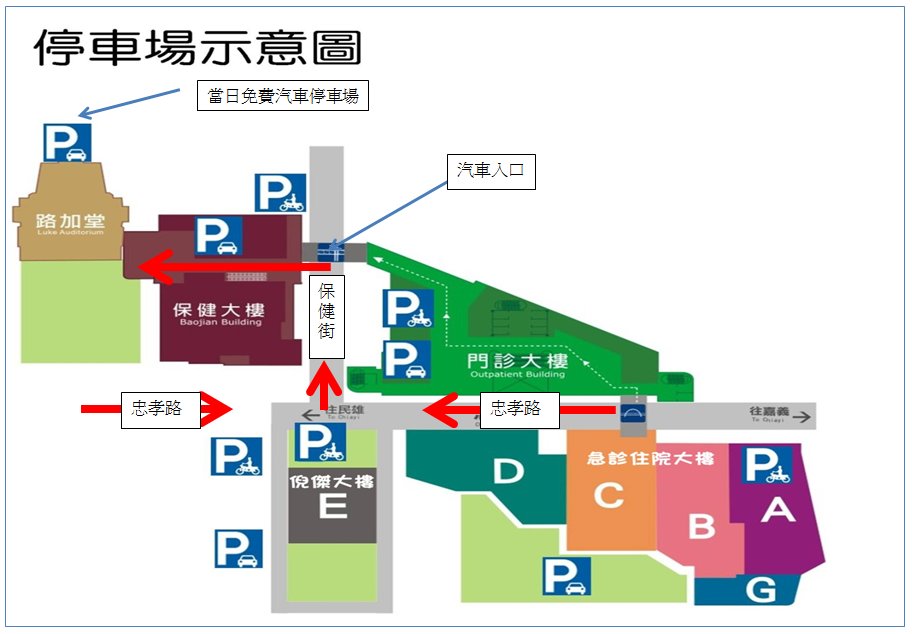 停車場示意圖
當日免費汽車停車場
P
汽車入口
P
路加堂
Luke Auditorium
P
保健大樓
Baojian Building
保健街
P
P
門診大樓
Outpatient Building
忠孝路
往民雄
To Chiayi
忠孝路
往嘉義
To Chiayi
P
P
倪傑大樓
E
P
D
急診住院大樓
C
B
P
A
P
G